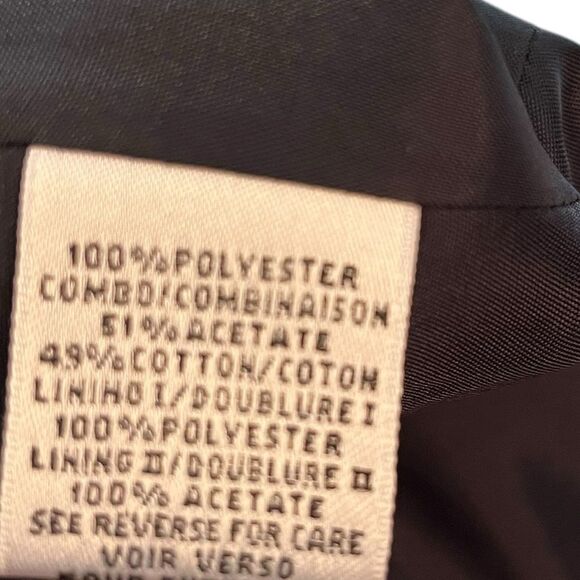 100% POLYESTER
COMBO/COMBINAISON
51% ACETATE
49% COTTON/COTON
LINING I/DOUBLURE I
100% POLYESTER
LINING II/DOUBLURE II
100% ACETATE
SEE REVERSE FOR CARE
VOIR VERSO